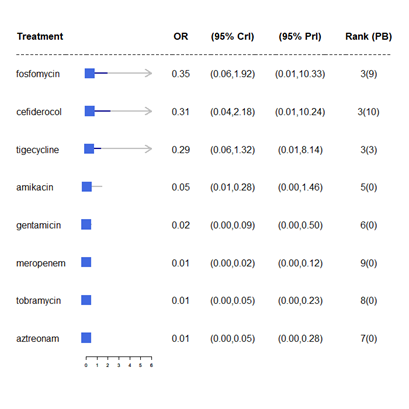 Treatment OR (95% CrI) (95% PrI) Rank (PB)
fosfomycin 0.35 (0.06,1.92) (0.01,10.33) 3(9)
cefiderocol 0.31 (0.04,2.18) (0.01,10.24) 3(10)
tigecycline 0.29 (0.06,1.32) (0.01,8.14) 3(3)
amikacin 0.05 (0.01,0.28) (0.00,1.46) 5(0)
gentamicin 0.02 (0.00,0.09) (0.00,0.50) 6(0)
meropenem 0.01 (0.00,0.02) (0.00,0.12) 9(0)
tobramycin 0.01 (0.00,0.05) (0.00,0.23) 8(0)
aztreonam 0.01 (0.00,0.05) (0.00,0.28) 7(0)
0 1 2 3 4 5 6